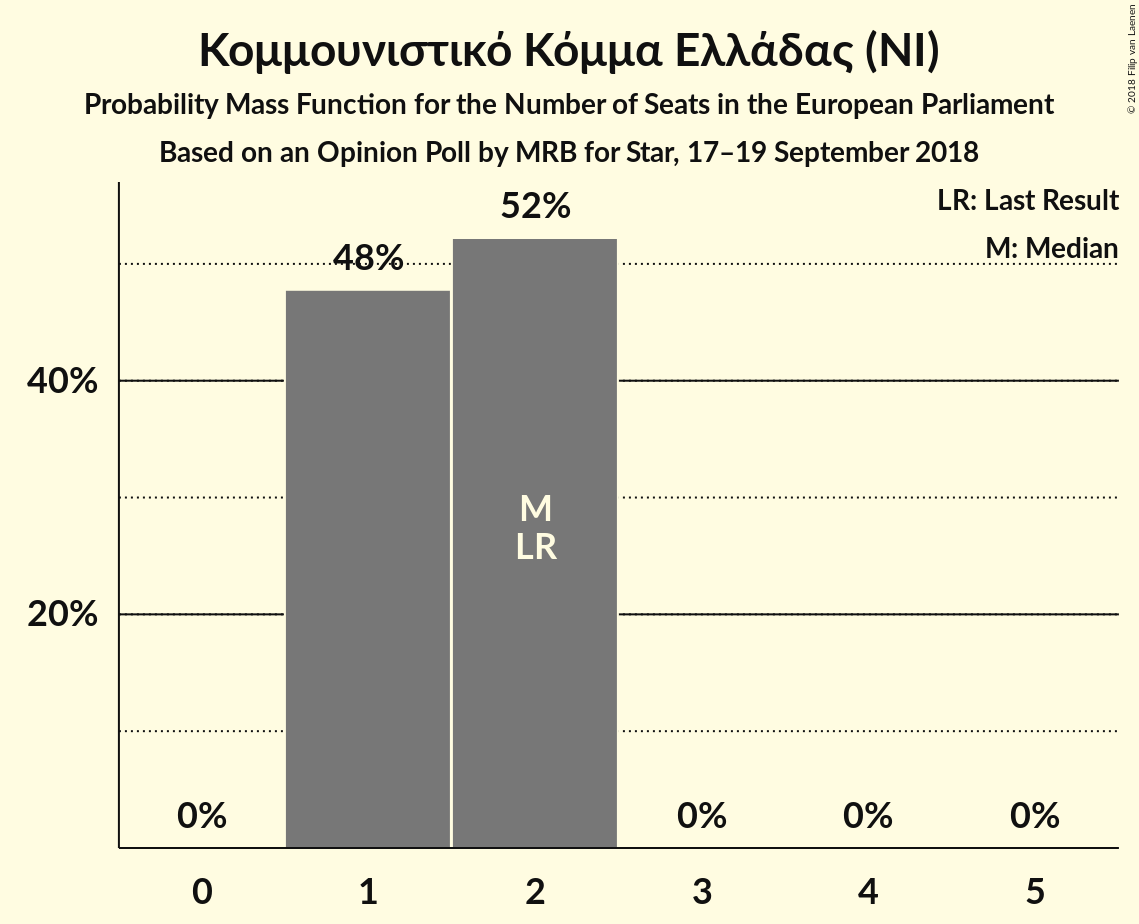 Κομμουνιστικό Κόμμα Ελλάδας (NI)
Probability Mass Function for the Number of Seats in the European Parliament
Based on an Opinion Poll by MRB for Star, 17–19 September 2018
© 2018 Filip van Laenen
LR: Last Result
M: Median
52%
48%
40%
20%
M
LR
0%
0%
0%
0%
0
1
2
3
4
5